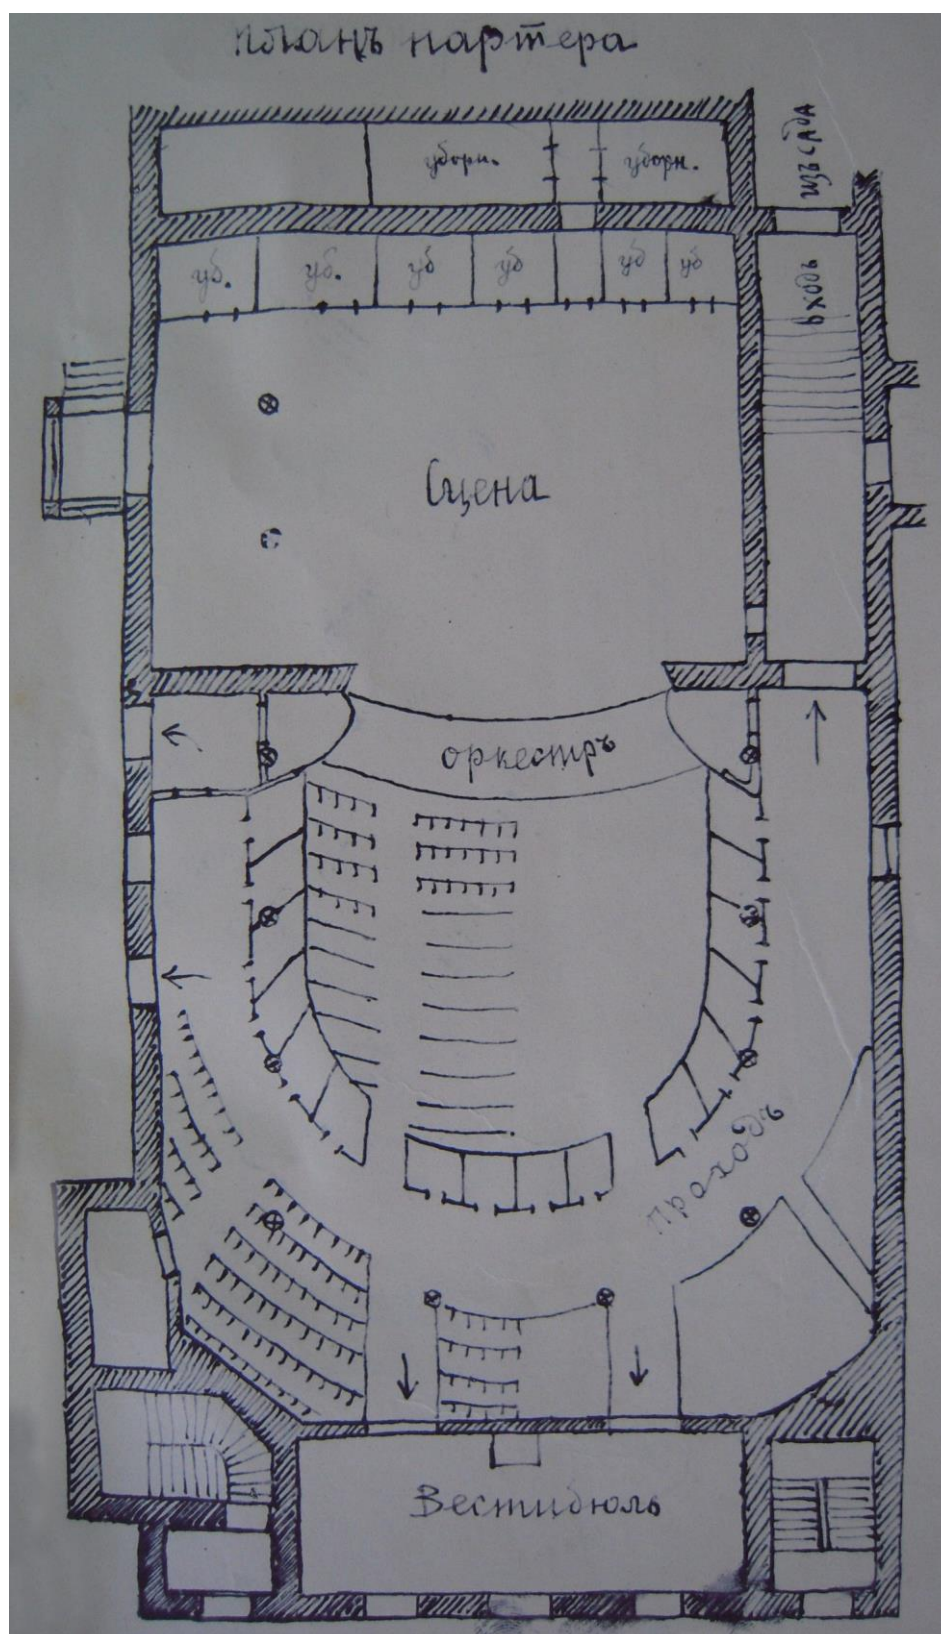 Планъ партера
уборн.
уборн.
изъ сада
входъ
уб.
уб.
уб
уб
уб
уб
Сцена
оркестръ
проходъ
Вестибюль